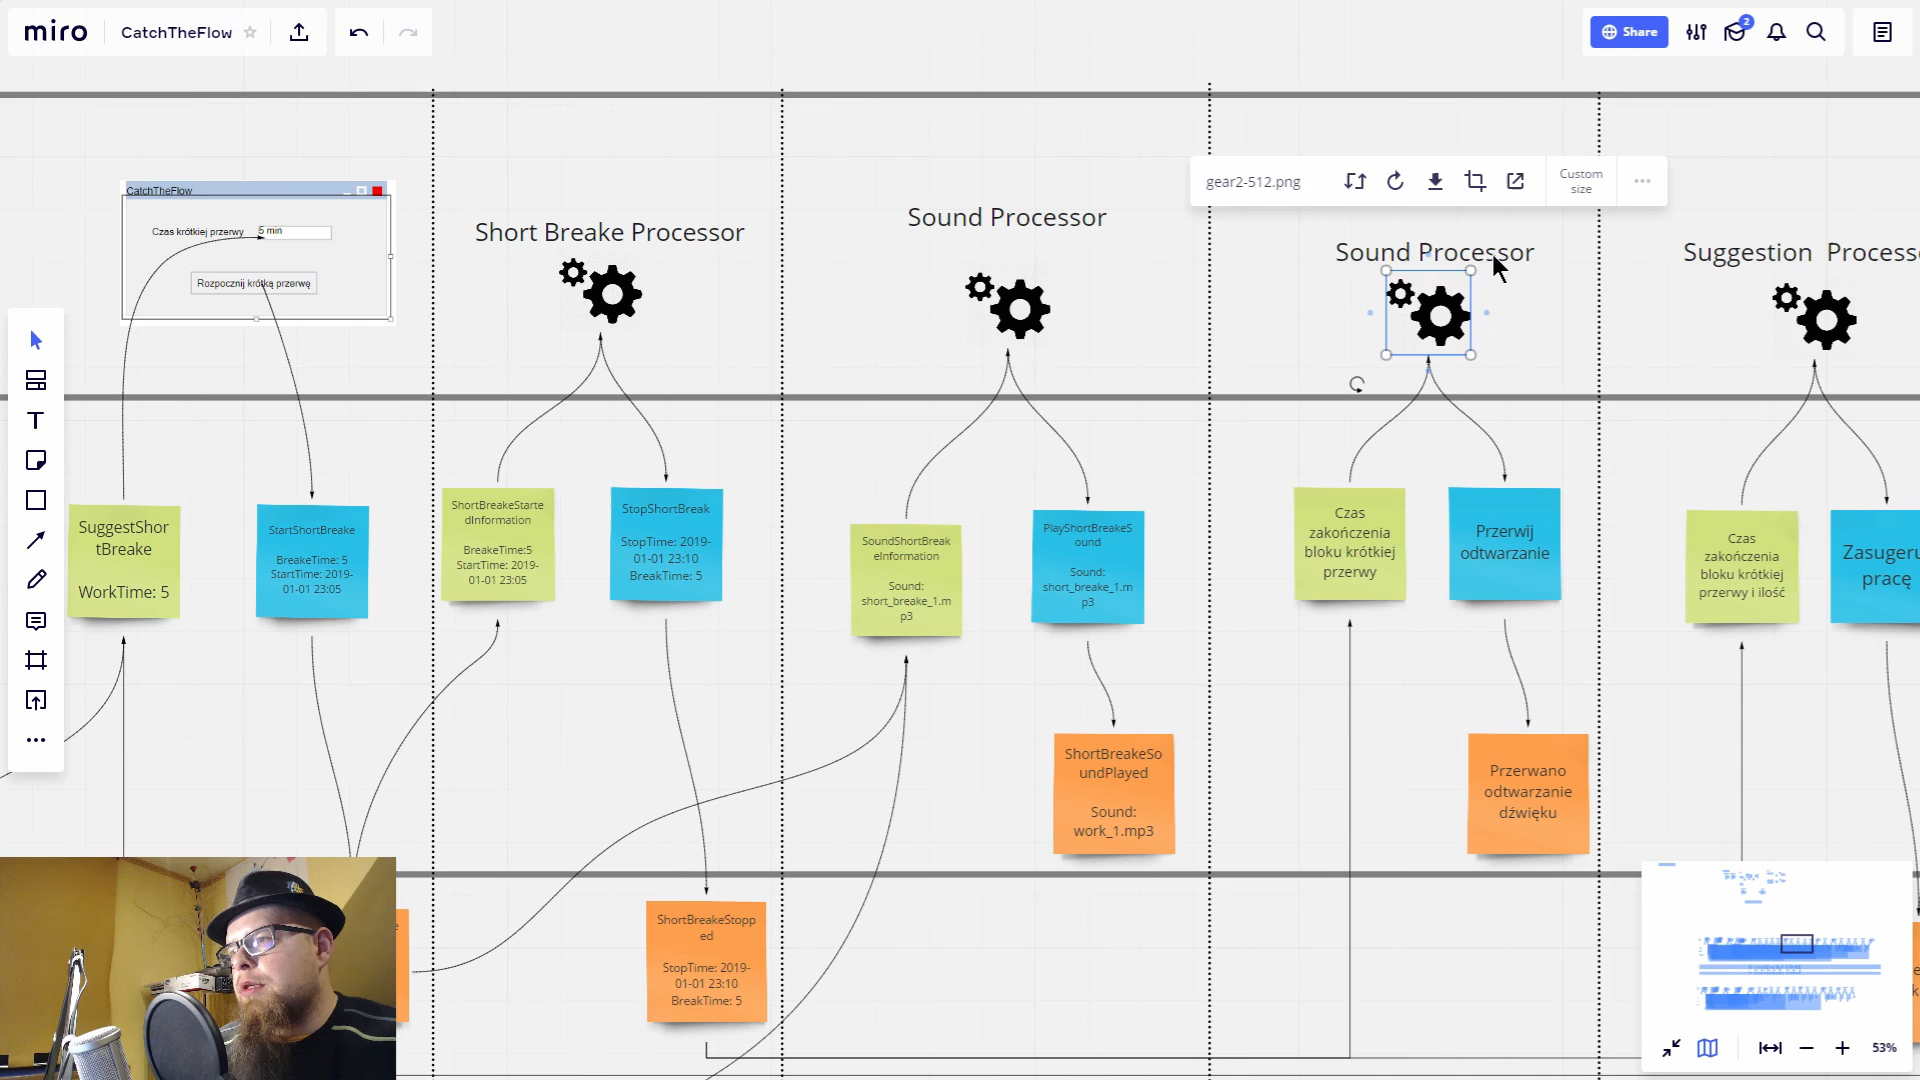 miro
CatchTheFlow
Share
2
gear2-512.png
Custom
size
CatchTheFlow
Czas krótkiej przerwy
5 min
Rozpocznij krótką przerwę
Short Breake Processor
Sound Processor
Sound Processor
Suggestion Processo
SuggestShor
tBreake
WorkTime: 5
StartShortBreake
BreakeTime: 5
StartTime: 2019-
01-01 23:05
ShortBreakeStarte
dInformation
BreakeTime:5
StartTime: 2019-
01-01 23:05
StopShortBreak
StopTime: 2019-
01-01 23:10
BreakTime: 5
SoundShortBreak
eInformation
Sound:
short_breake_1.m
p3
PlayShortBreakeS
ound
Sound:
short_breake_1.m
p3
Czas
zakończenia
bloku krótkiej
przerwy
Przerwij
odtwarzanie
Czas
zakończenia
bloku krótkiej
przerwy i ilość
Zasugeru
pracę
ShortBreakeSo
undPlayed
Sound:
work_1.mp3
Przerwano
odtwarzanie
dźwięku
ShortBreakeStopp
ed
StopTime: 2019-
01-01 23:10
BreakTime: 5
53%